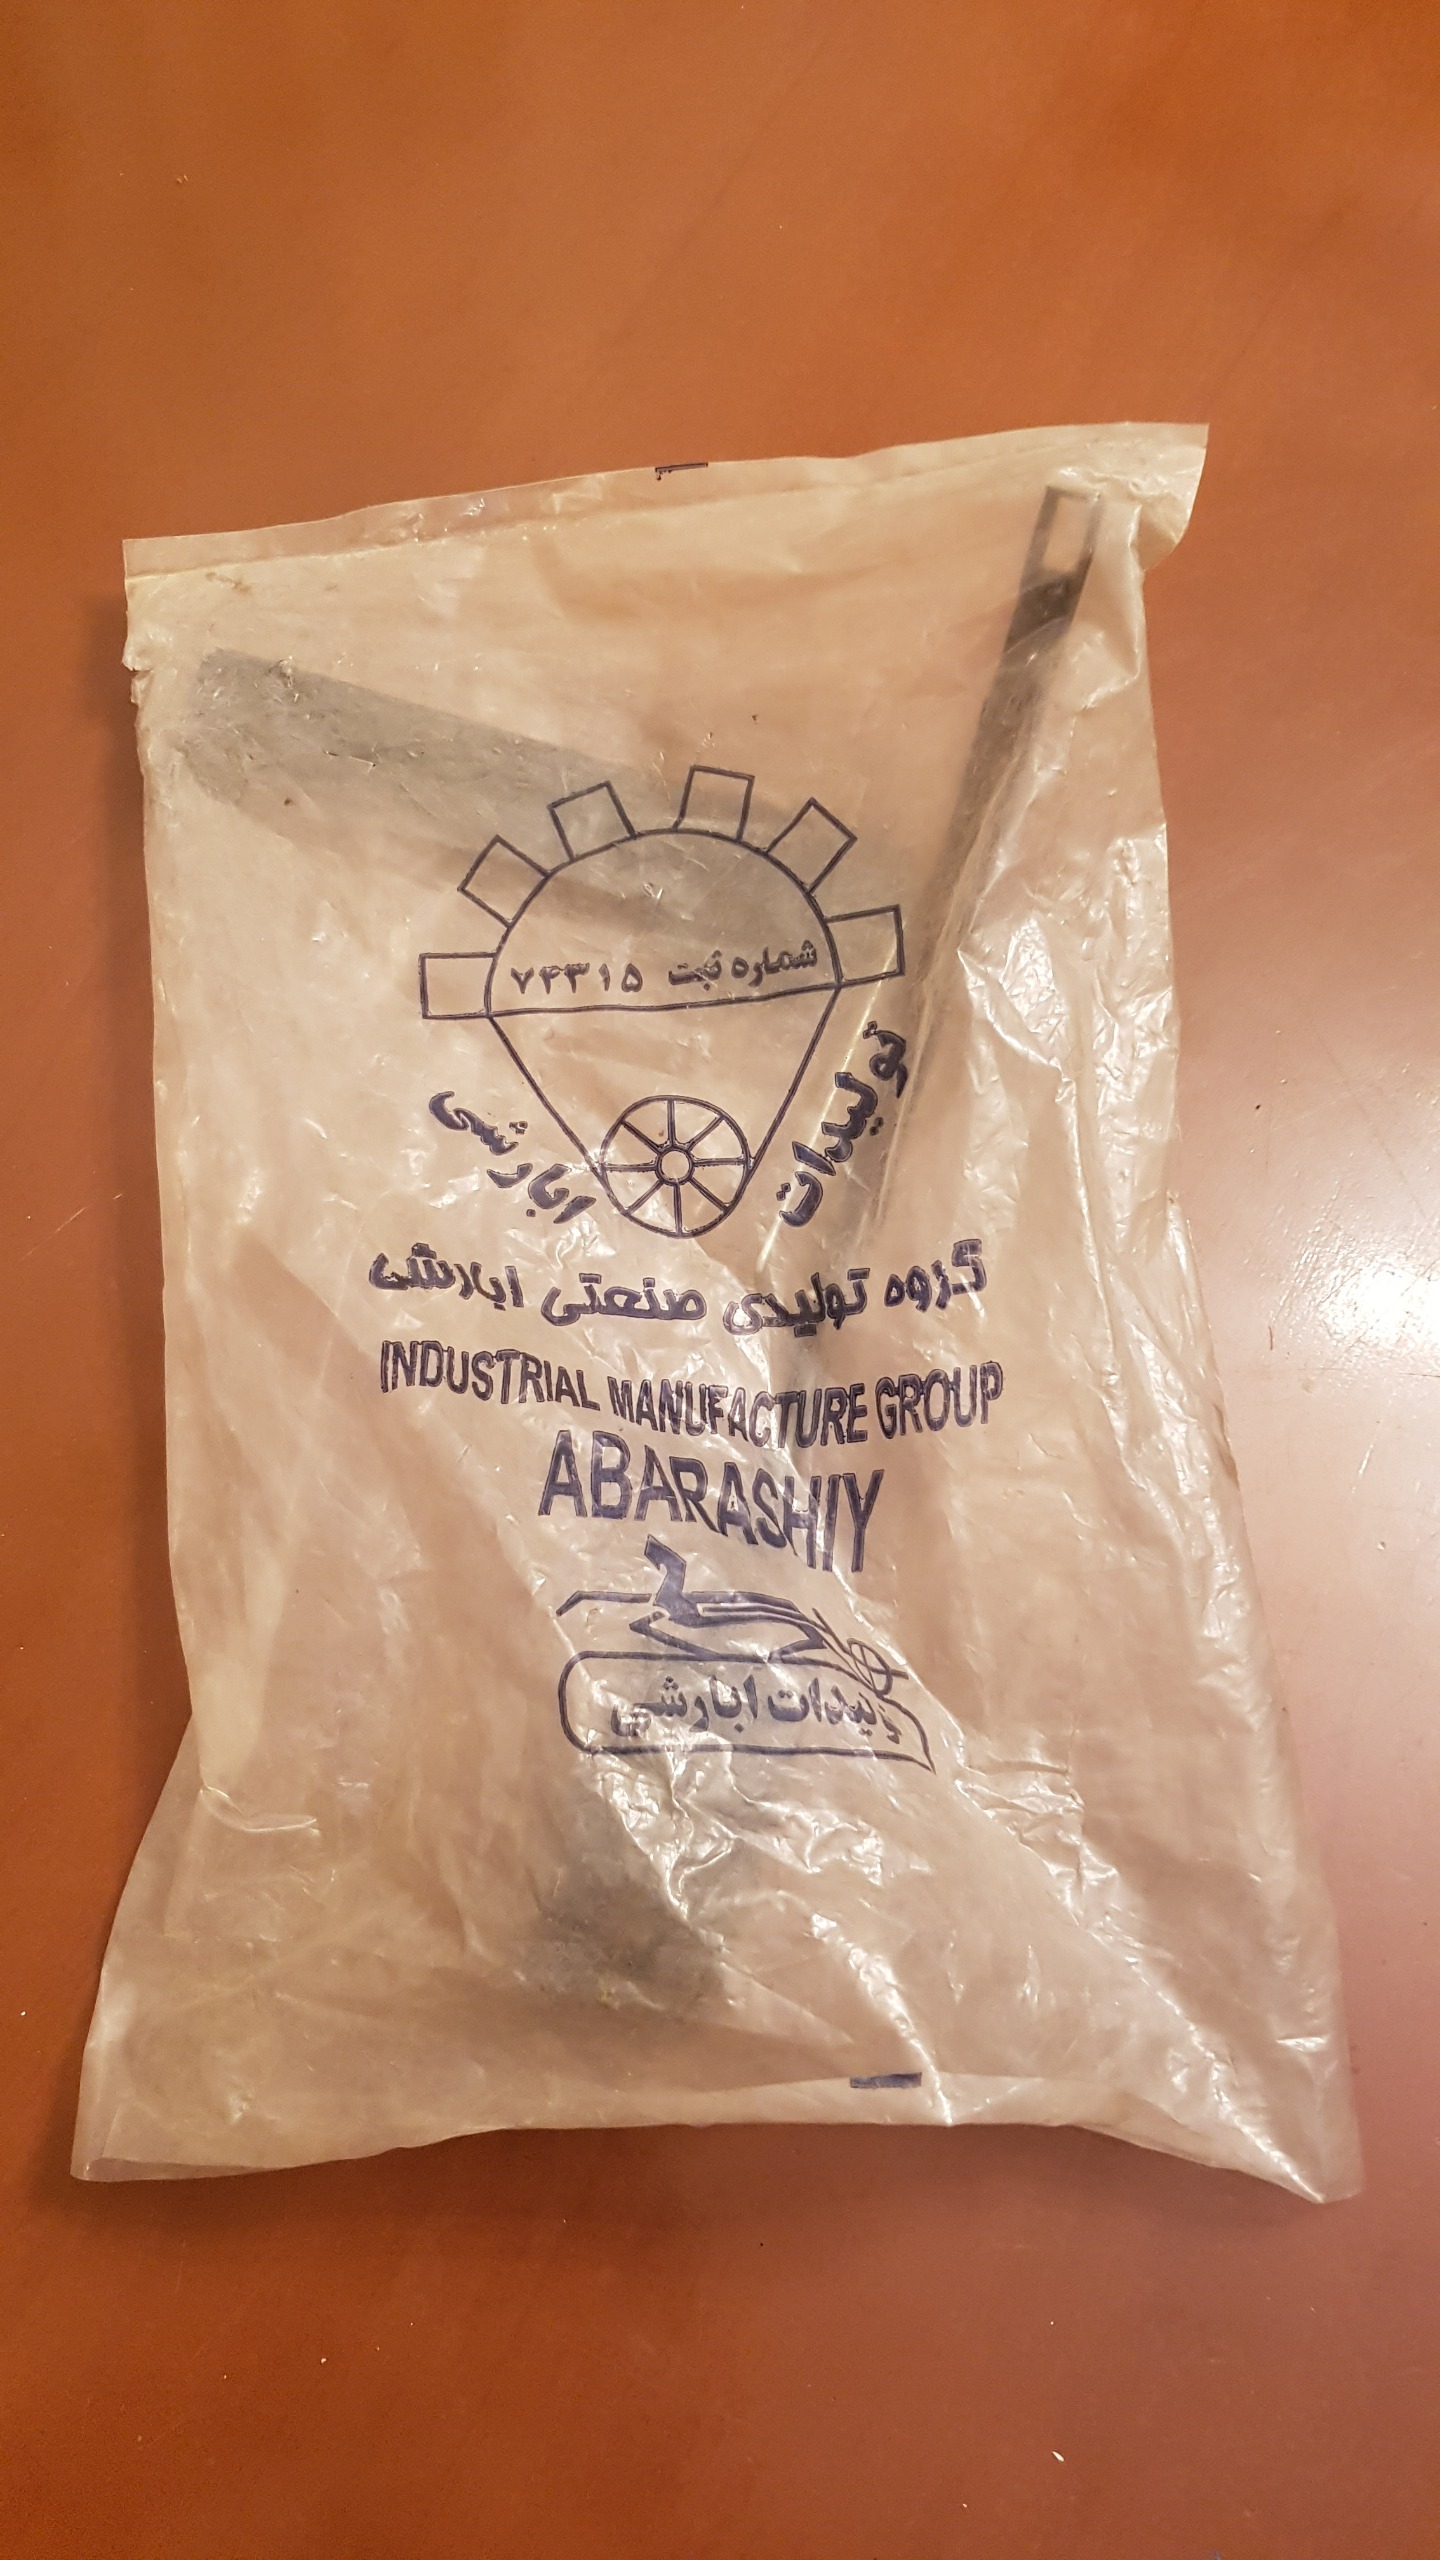 شماره ثبت ۷۴۳۱۵
تولیدات ابارشی
گروه تولیدی صنعتی ابارشی
INDUSTRIAL MANUFACTURE GROUP
ABARASHIY
تولیدات ابارشی